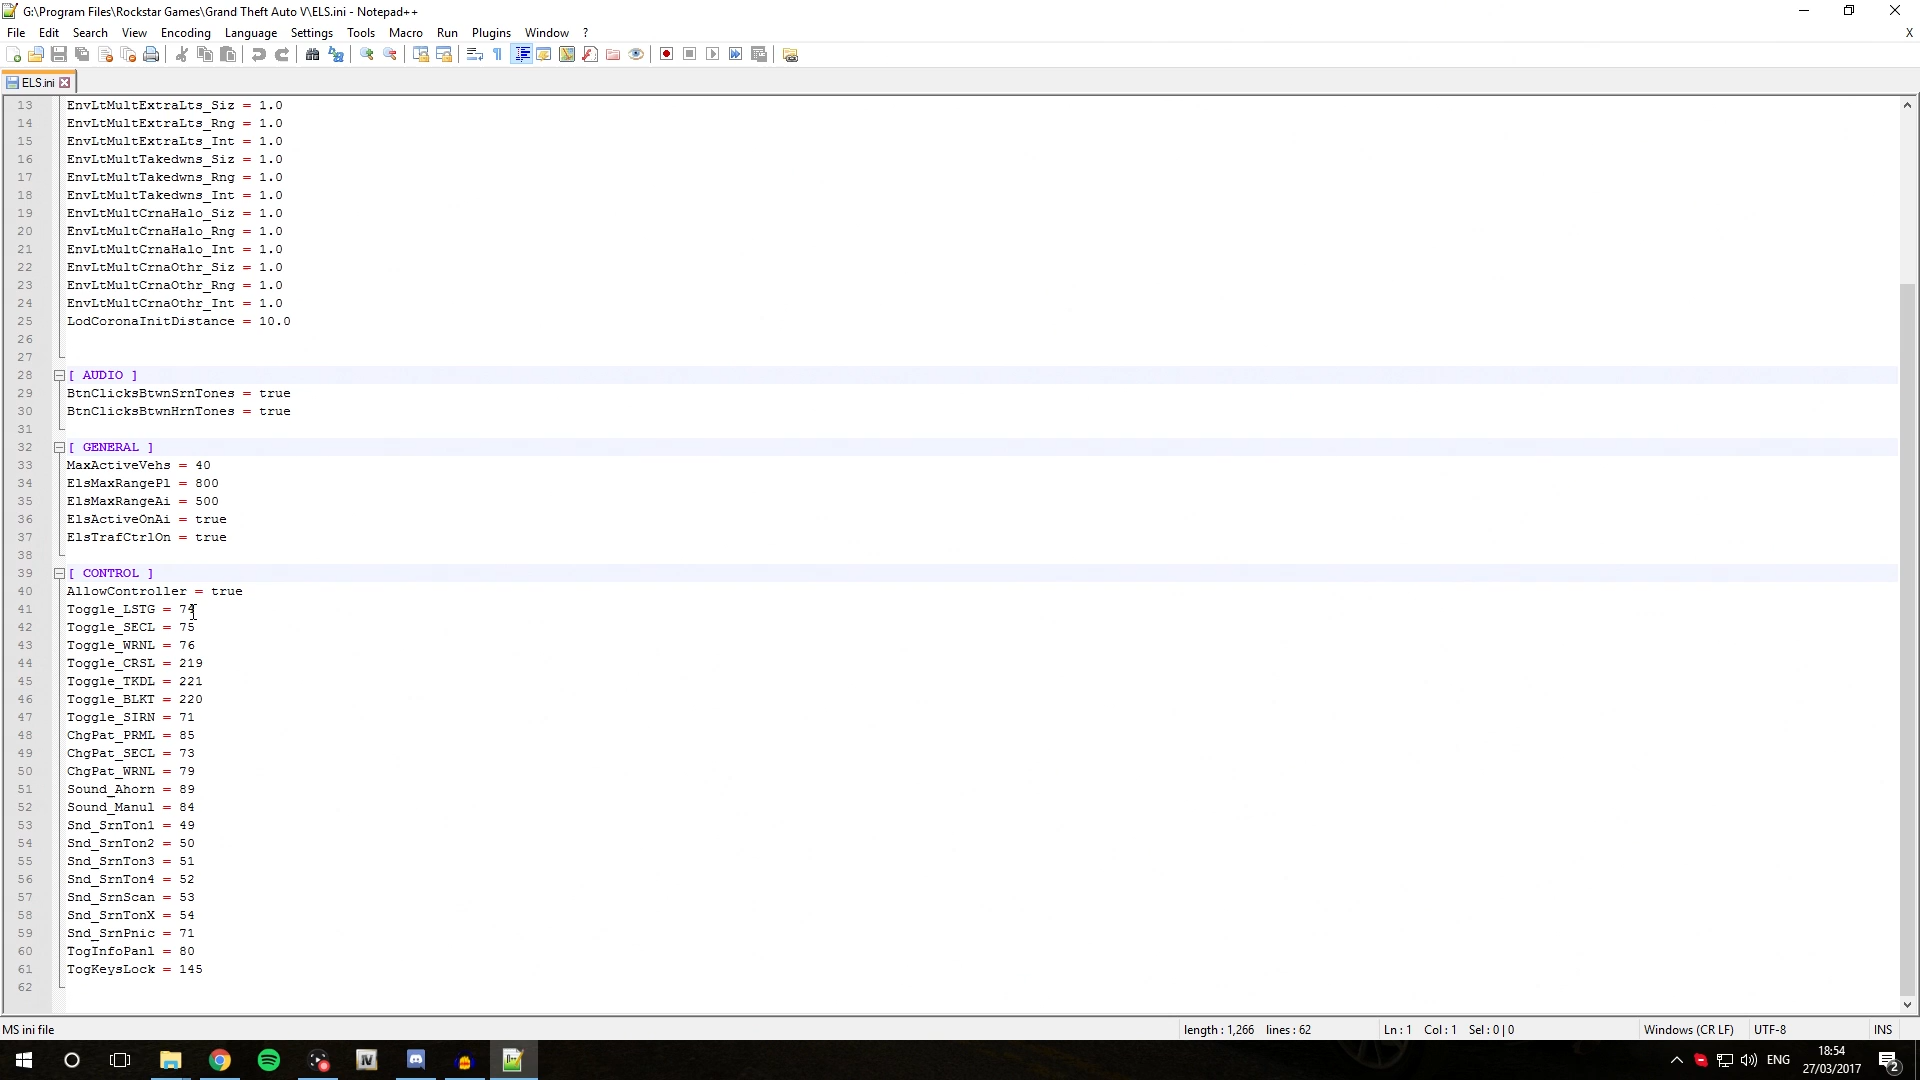 G:\Program Files\Rockstar Games\Grand Theft Auto V\ELS.ini - Notepad++
File Edit Search View Encoding Language Settings Tools Macro Run Plugins Window ? X
ELS.ini
13 EnvLtMultExtraLts_Siz = 1.0
14 EnvLtMultExtraLts_Rng = 1.0
15 EnvLtMultExtraLts_Int = 1.0
16 EnvLtMultTakedwns_Siz = 1.0
17 EnvLtMultTakedwns_Rng = 1.0
18 EnvLtMultTakedwns_Int = 1.0
19 EnvLtMultCrnaHalo_Siz = 1.0
20 EnvLtMultCrnaHalo_Rng = 1.0
21 EnvLtMultCrnaHalo_Int = 1.0
22 EnvLtMultCrnaOthr_Siz = 1.0
23 EnvLtMultCrnaOthr_Rng = 1.0
24 EnvLtMultCrnaOthr_Int = 1.0
25 LodCoronaInitDistance = 10.0
26
27
28 [ AUDIO ]
29 BtnClicksBtwnSrnTones = true
30 BtnClicksBtwnHrnTones = true
31
32 [ GENERAL ]
33 MaxActiveVehs = 40
34 ElsMaxRangePl = 800
35 ElsMaxRangeAi = 500
36 ElsActiveOnAi = true
37 ElsTrafCtrlOn = true
38
39 [ CONTROL ]
40 AllowController = true
41 Toggle_LSTG = 74
42 Toggle_SECL = 75
43 Toggle_WRNL = 76
44 Toggle_CRSL = 219
45 Toggle_TKDL = 221
46 Toggle_BLKT = 220
47 Toggle_SIRN = 71
48 ChgPat_PRML = 85
49 ChgPat_SECL = 73
50 ChgPat_WRNL = 79
51 Sound_Ahorn = 89
52 Sound_Manul = 84
53 Snd_SrnTon1 = 49
54 Snd_SrnTon2 = 50
55 Snd_SrnTon3 = 51
56 Snd_SrnTon4 = 52
57 Snd_SrnScan = 53
58 Snd_SrnTonX = 54
59 Snd_SrnPnic = 71
60 TogInfoPanl = 80
61 TogKeysLock = 145
62
MS ini file length : 1,266 lines : 62 Ln : 1 Col : 1 Sel : 0 | 0 Windows (CR LF) UTF-8 INS
IV ENG 18:54
27/03/2017 2